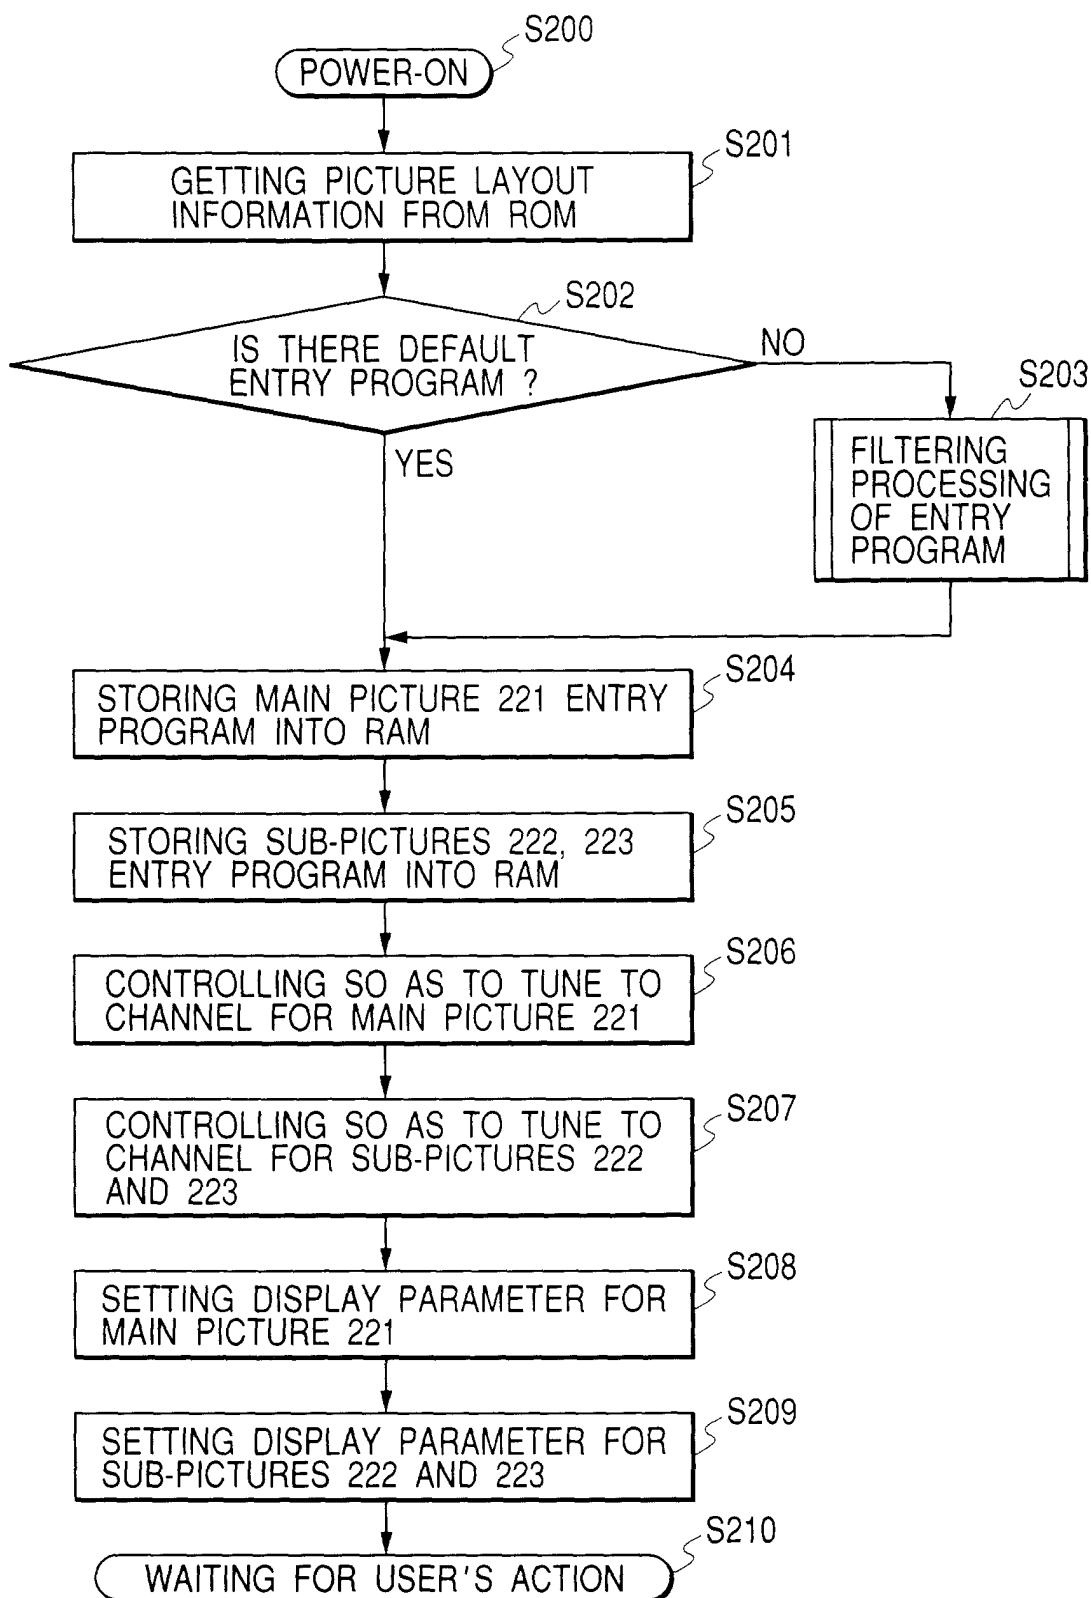 S200
POWER-ON
S201
GETTING PICTURE LAYOUT
INFORMATION FROM ROM
S202
IS THERE DEFAULT
ENTRY PROGRAM ?
NO
YES
S203
FILTERING
PROCESSING
OF ENTRY
PROGRAM
S204
STORING MAIN PICTURE 221 ENTRY
PROGRAM INTO RAM
S205
STORING SUB-PICTURES 222, 223
ENTRY PROGRAM INTO RAM
S206
CONTROLLING SO AS TO TUNE TO
CHANNEL FOR MAIN PICTURE 221
S207
CONTROLLING SO AS TO TUNE TO
CHANNEL FOR SUB-PICTURES 222
AND 223
S208
SETTING DISPLAY PARAMETER FOR
MAIN PICTURE 221
S209
SETTING DISPLAY PARAMETER FOR
SUB-PICTURES 222 AND 223
S210
WAITING FOR USER'S ACTION